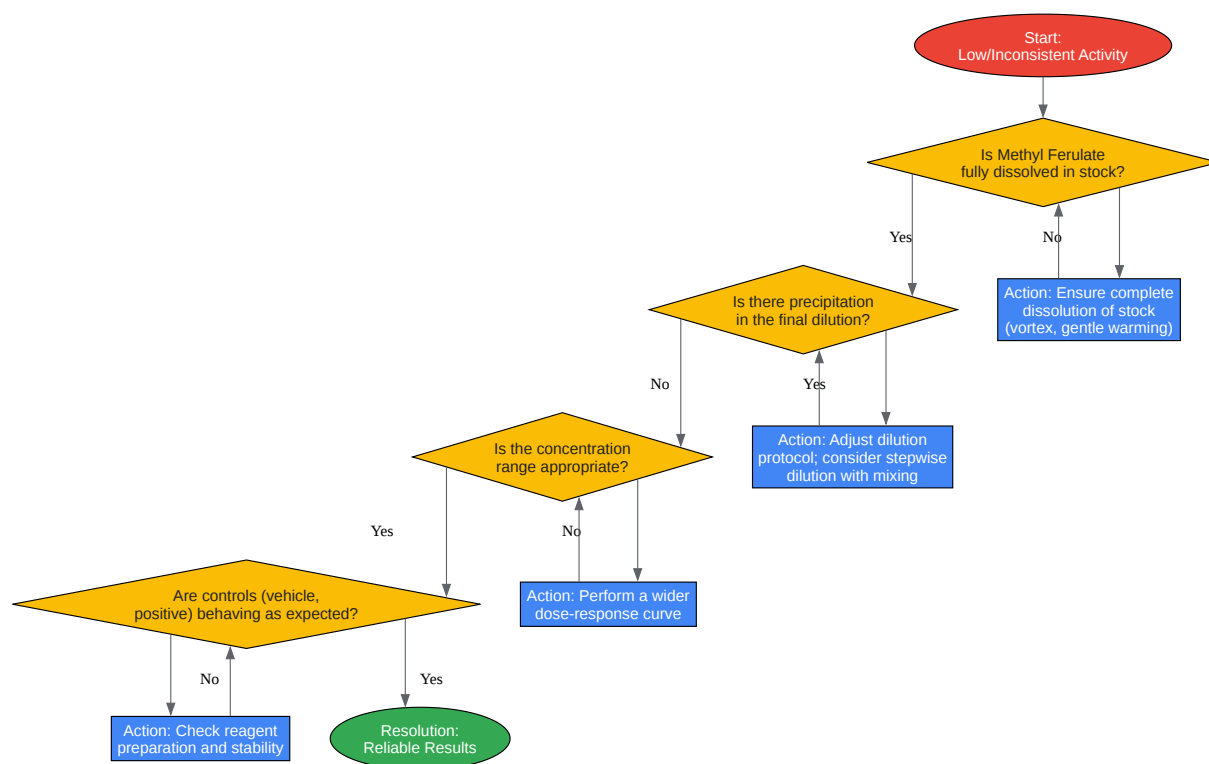 Start:
Low/Inconsistent Activity
Is Methyl Ferulate
fully dissolved in stock?
Yes
No
Action: Ensure complete
dissolution of stock
(vortex, gentle warming)
Is there precipitation
in the final dilution?
No
Yes
Action: Adjust dilution
protocol; consider stepwise
dilution with mixing
Is the concentration
range appropriate?
Yes
No
Action: Perform a wider
dose-response curve
Are controls (vehicle,
positive) behaving as expected?
No
Yes
Action: Check reagent
preparation and stability
Resolution:
Reliable Results